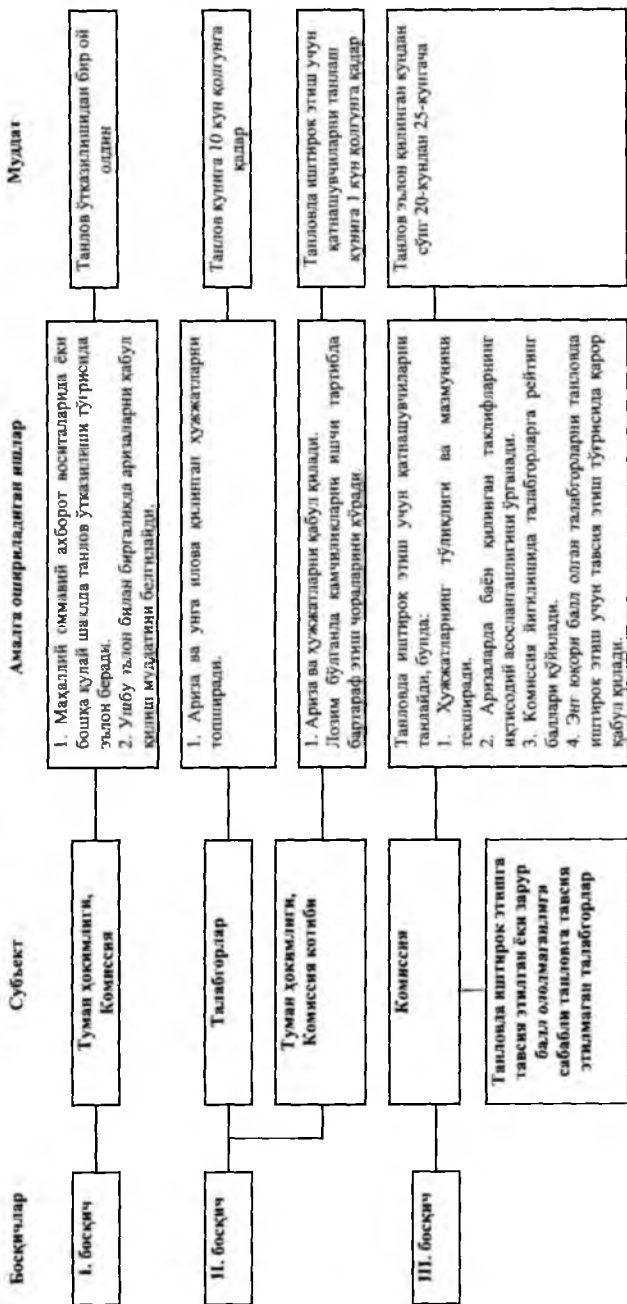 Босқичлар
Субъект
Амалга ошириладиган ишлар
Муддат
I. босқич
Туман ҳокимлиги,
Комиссия
1. Маҳаллий оммавий ахборот воситаларида ёки
бошқа қулай шаклда танлов ўтказилиши тўғрисида
эълон беради.
2. Ушбу эълон билан биргаликда аризаларни қабул
қилиш муддатини белгилайди.
Танлов ўтказилишидан бир ой
олдин
II. босқич
Талабгорлар
1. Ариза ва унга илова қилинган ҳужжатларни
топширади.
Танлов кунига 10 кун қолгунга
қадар
Туман ҳокимлиги,
Комиссия котиби
1. Ариза ва ҳужжатларни қабул қилади.
Лозим бўлганда камчиликларни ишчи тартибда
бартараф этиш чораларини кўради.
Танловда иштирок этиш учун
қатнашувчиларни танлаш
кунига 1 кун қолгунга қадар
III. босқич
Комиссия
Танловда иштирок этиш учун қатнашувчиларни
танлайди, бунда:
1. Ҳужжатларнинг тўлиқлиги ва мазмунини
текширади.
2. Аризаларда баён қилинган таклифларнинг
иқтисодий асосланганлигини ўрганади.
3. Комиссия йиғилишида талабгорларга рейтинг
баллари қўйилади.
4. Энг юқори балл олган талабгорларни танловда
иштирок этиш учун тавсия этиш тўғрисида қарор
қабул қилади.
Танлов эълон қилинган кундан
сўнг 20-кундан 25-кунгача
Танловда иштирок этишга
тавсия этилган ёки зарур
балл ололмаганлиги
сабабли танловга тавсия
этилмаган талабгорлар